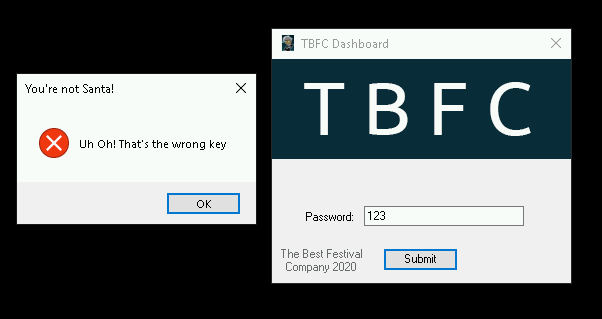 You're not Santa!
Uh Oh! That's the wrong key
OK
TBFC Dashboard
T B F C
Password: 123
The Best Festival
Company 2020
Submit